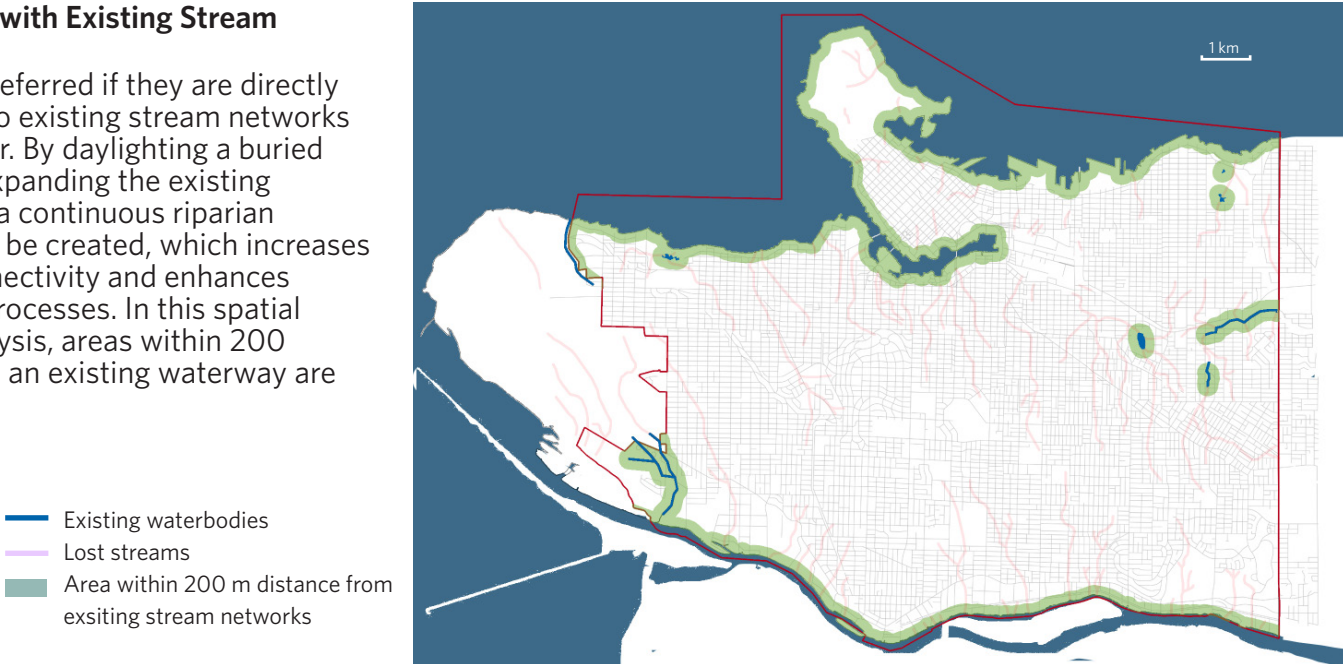 with Existing Stream
eferred if they are directly
o existing stream networks
r. By daylighting a buried
xpanding the existing
a continuous riparian
be created, which increases
nectivity and enhances
rocesses. In this spatial
ysis, areas within 200
an existing waterway are
Existing waterbodies
Lost streams
Area within 200 m distance from
exsiting stream networks
1 km